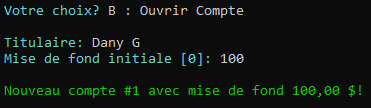 Votre choix? B : Ouvrir Compte
Titulaire: Dany G
Mise de fond initiale [0]: 100
Nouveau compte #1 avec mise de fond 100,00 $!